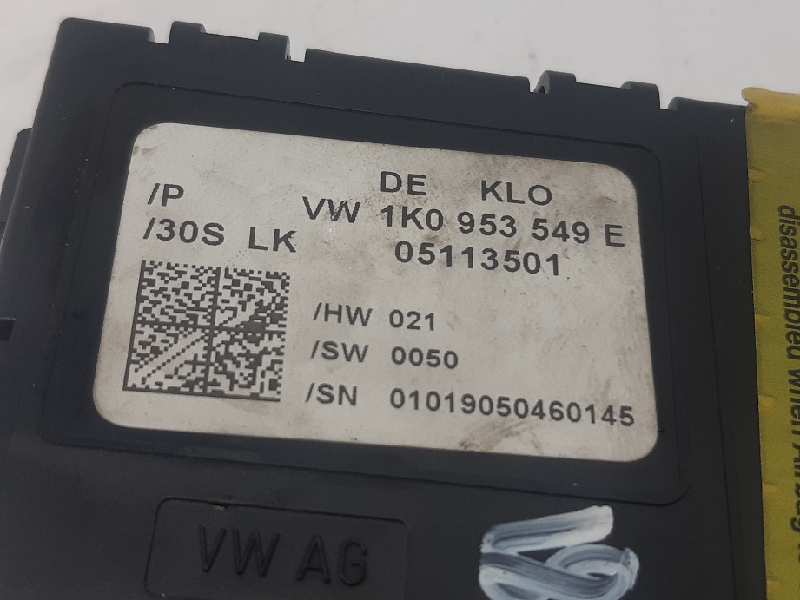 DE KLO
/P VW 1K0 953 549 E
/30S LK 05113501
/HW 021
/SW 0050
/SN 01019050460145
VW AG
disassembled when Airbag